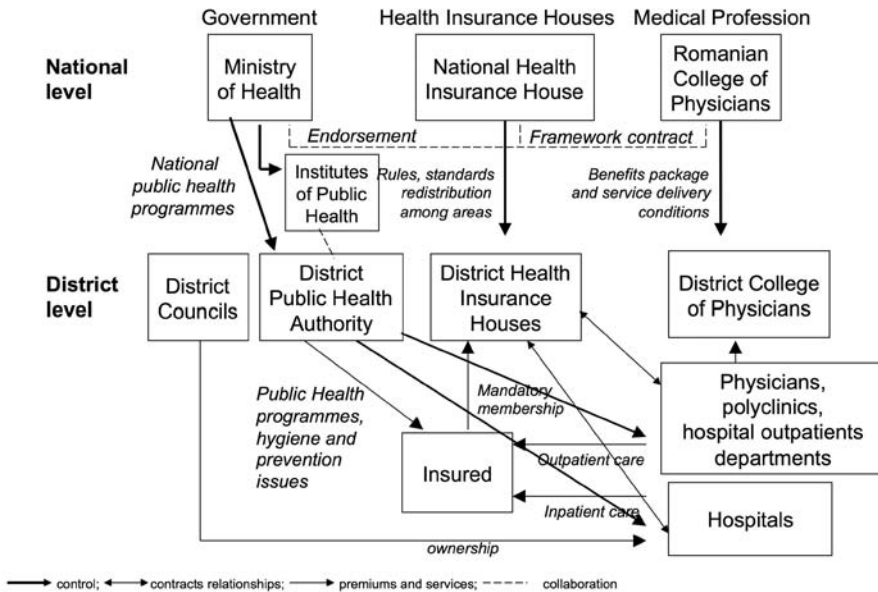 Government
Health Insurance Houses
Medical Profession
National
level
Ministry
of Health
National Health
Insurance House
Romanian
College of
Physicians
Endorsement
Framework contract
National
public health
programmes
Institutes
of Public
Health
Rules, standards
redistribution
among areas
Benefits package
and service delivery
conditions
District
level
District
Councils
District
Public Health
Authority
District Health
Insurance
Houses
District College
of Physicians
Public Health
programmes,
hygiene and
prevention
issues
Mandatory
membership
Physicians,
polyclinics,
hospital outpatients
departments
Insured
Outpatient care
Inpatient care
Hospitals
ownership
control; contracts relationships; premiums and services; collaboration